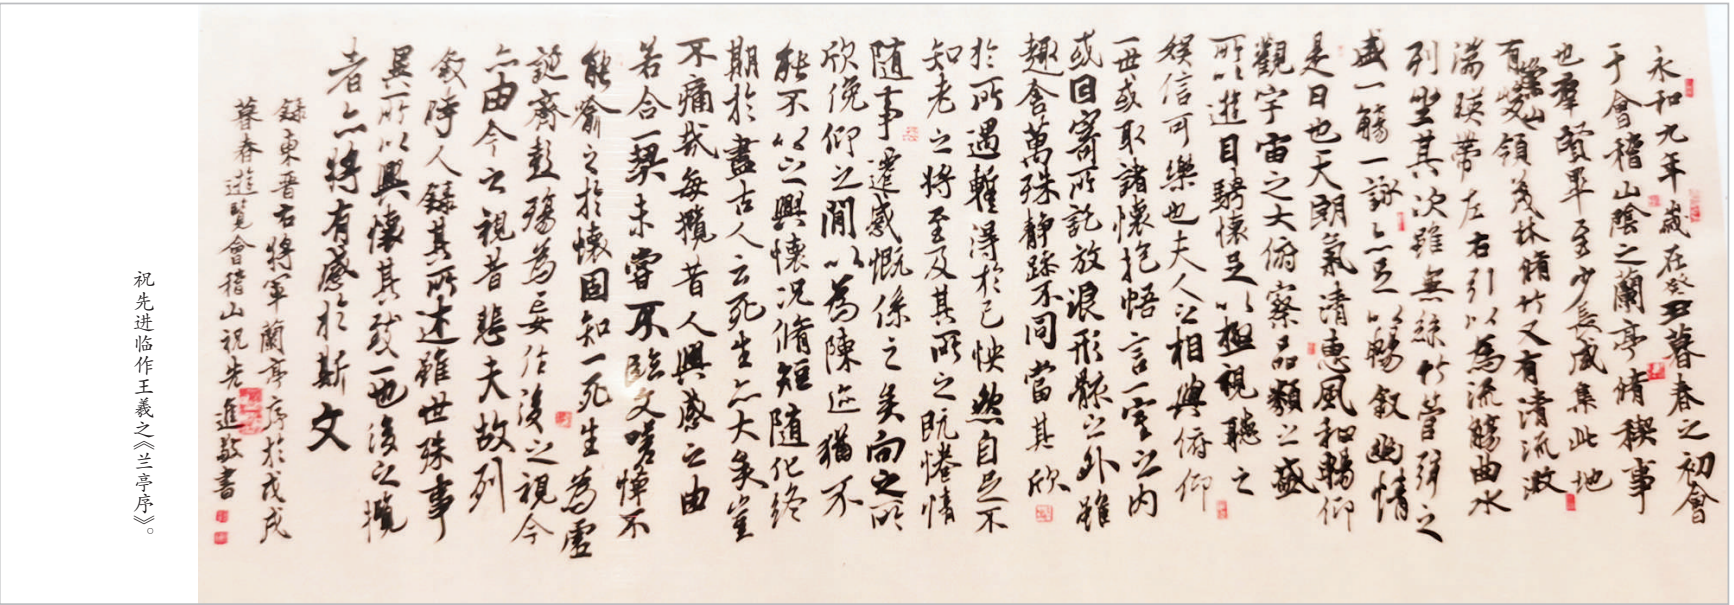 永和九年歲在癸丑暮春之初會
于會稽山陰之蘭亭脩稧事
也羣賢畢至少長咸集此地
有崇山峻領茂林脩竹又有清流激
湍暎帶左右引以為流觴曲水
列坐其次雖無絲竹管弦之
盛一觴一詠亦足以暢敘幽情
是日也天朗氣清惠風和暢仰
觀宇宙之大俯察品類之盛
所以遊目騁懷足以極視聽之
娛信可樂也夫人之相與俯仰
一世或取諸懷抱悟言一室之內
或因寄所託放浪形骸之外雖
趣舍萬殊静踈不同當其欣
於所遇暫得於己怏然自足不
知老之將至及其所之既惓情
隨事遷感慨係之矣向之所
欣俛仰之閒以為陳迹猶不
能不以之興懷況脩短隨化終
期於盡古人云死生亦大矣豈
不痛哉每攬昔人興感之由
若合一契未嘗不臨文嗟悼不
能喻之於懷固知一死生為虛
誕齊彭殤為妄作後之視今
亦由今之視昔悲夫故列
敘時人錄其所述雖世殊事
異所以興懷其致一也後之攬
者亦將有感於斯文
錄東晋右將軍蘭亭序於戊戌
暮春遊覽會稽山祝先進敬書
祝先进临作王羲之《兰亭序》。